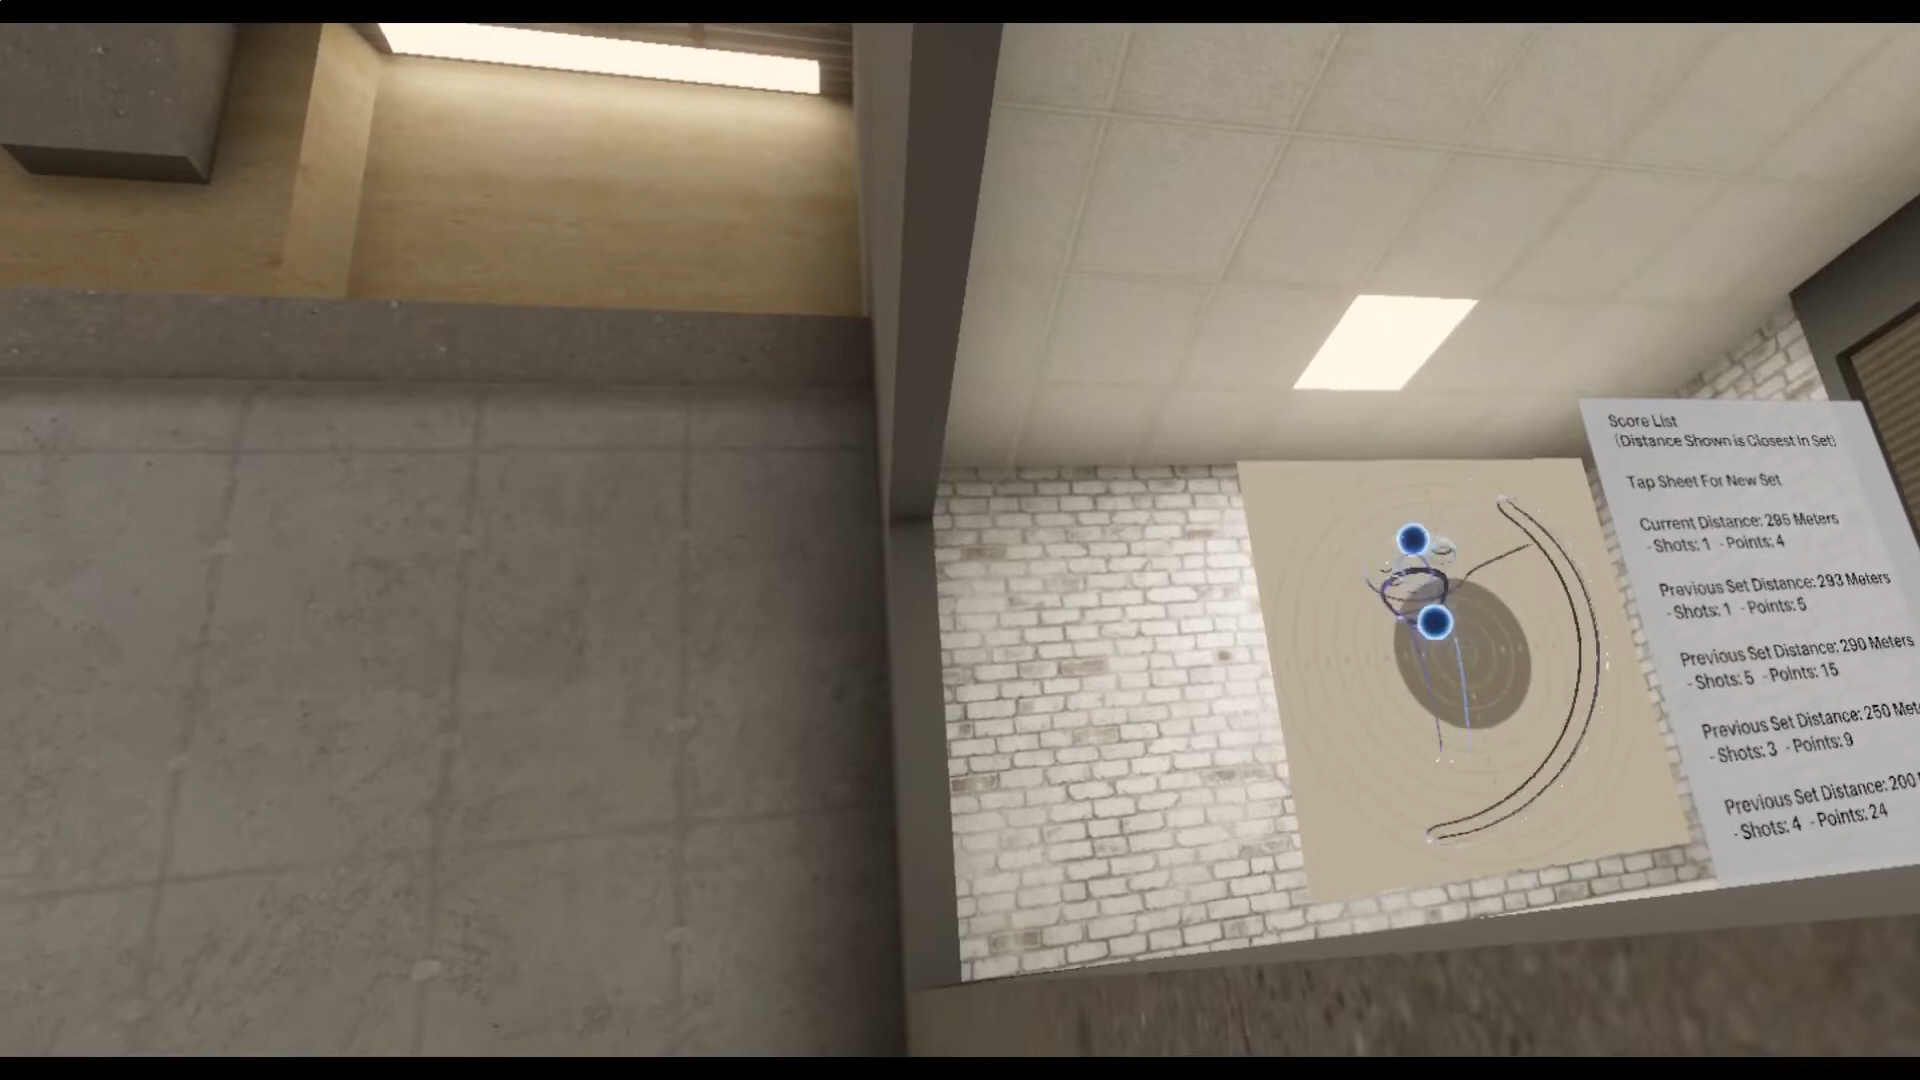 Score List
(Distance Shown is Closest In Set)
Tap Sheet For New Set
Current Distance: 295 Meters
- Shots: 1 - Points: 4
Previous Set Distance: 293 Meters
- Shots: 1 - Points: 5
Previous Set Distance: 290 Meters
- Shots: 5 - Points: 15
Previous Set Distance: 250
- Shots: 3 - Points: 9
Previous Set Distance: 200
- Shots: 4 - Points: 24